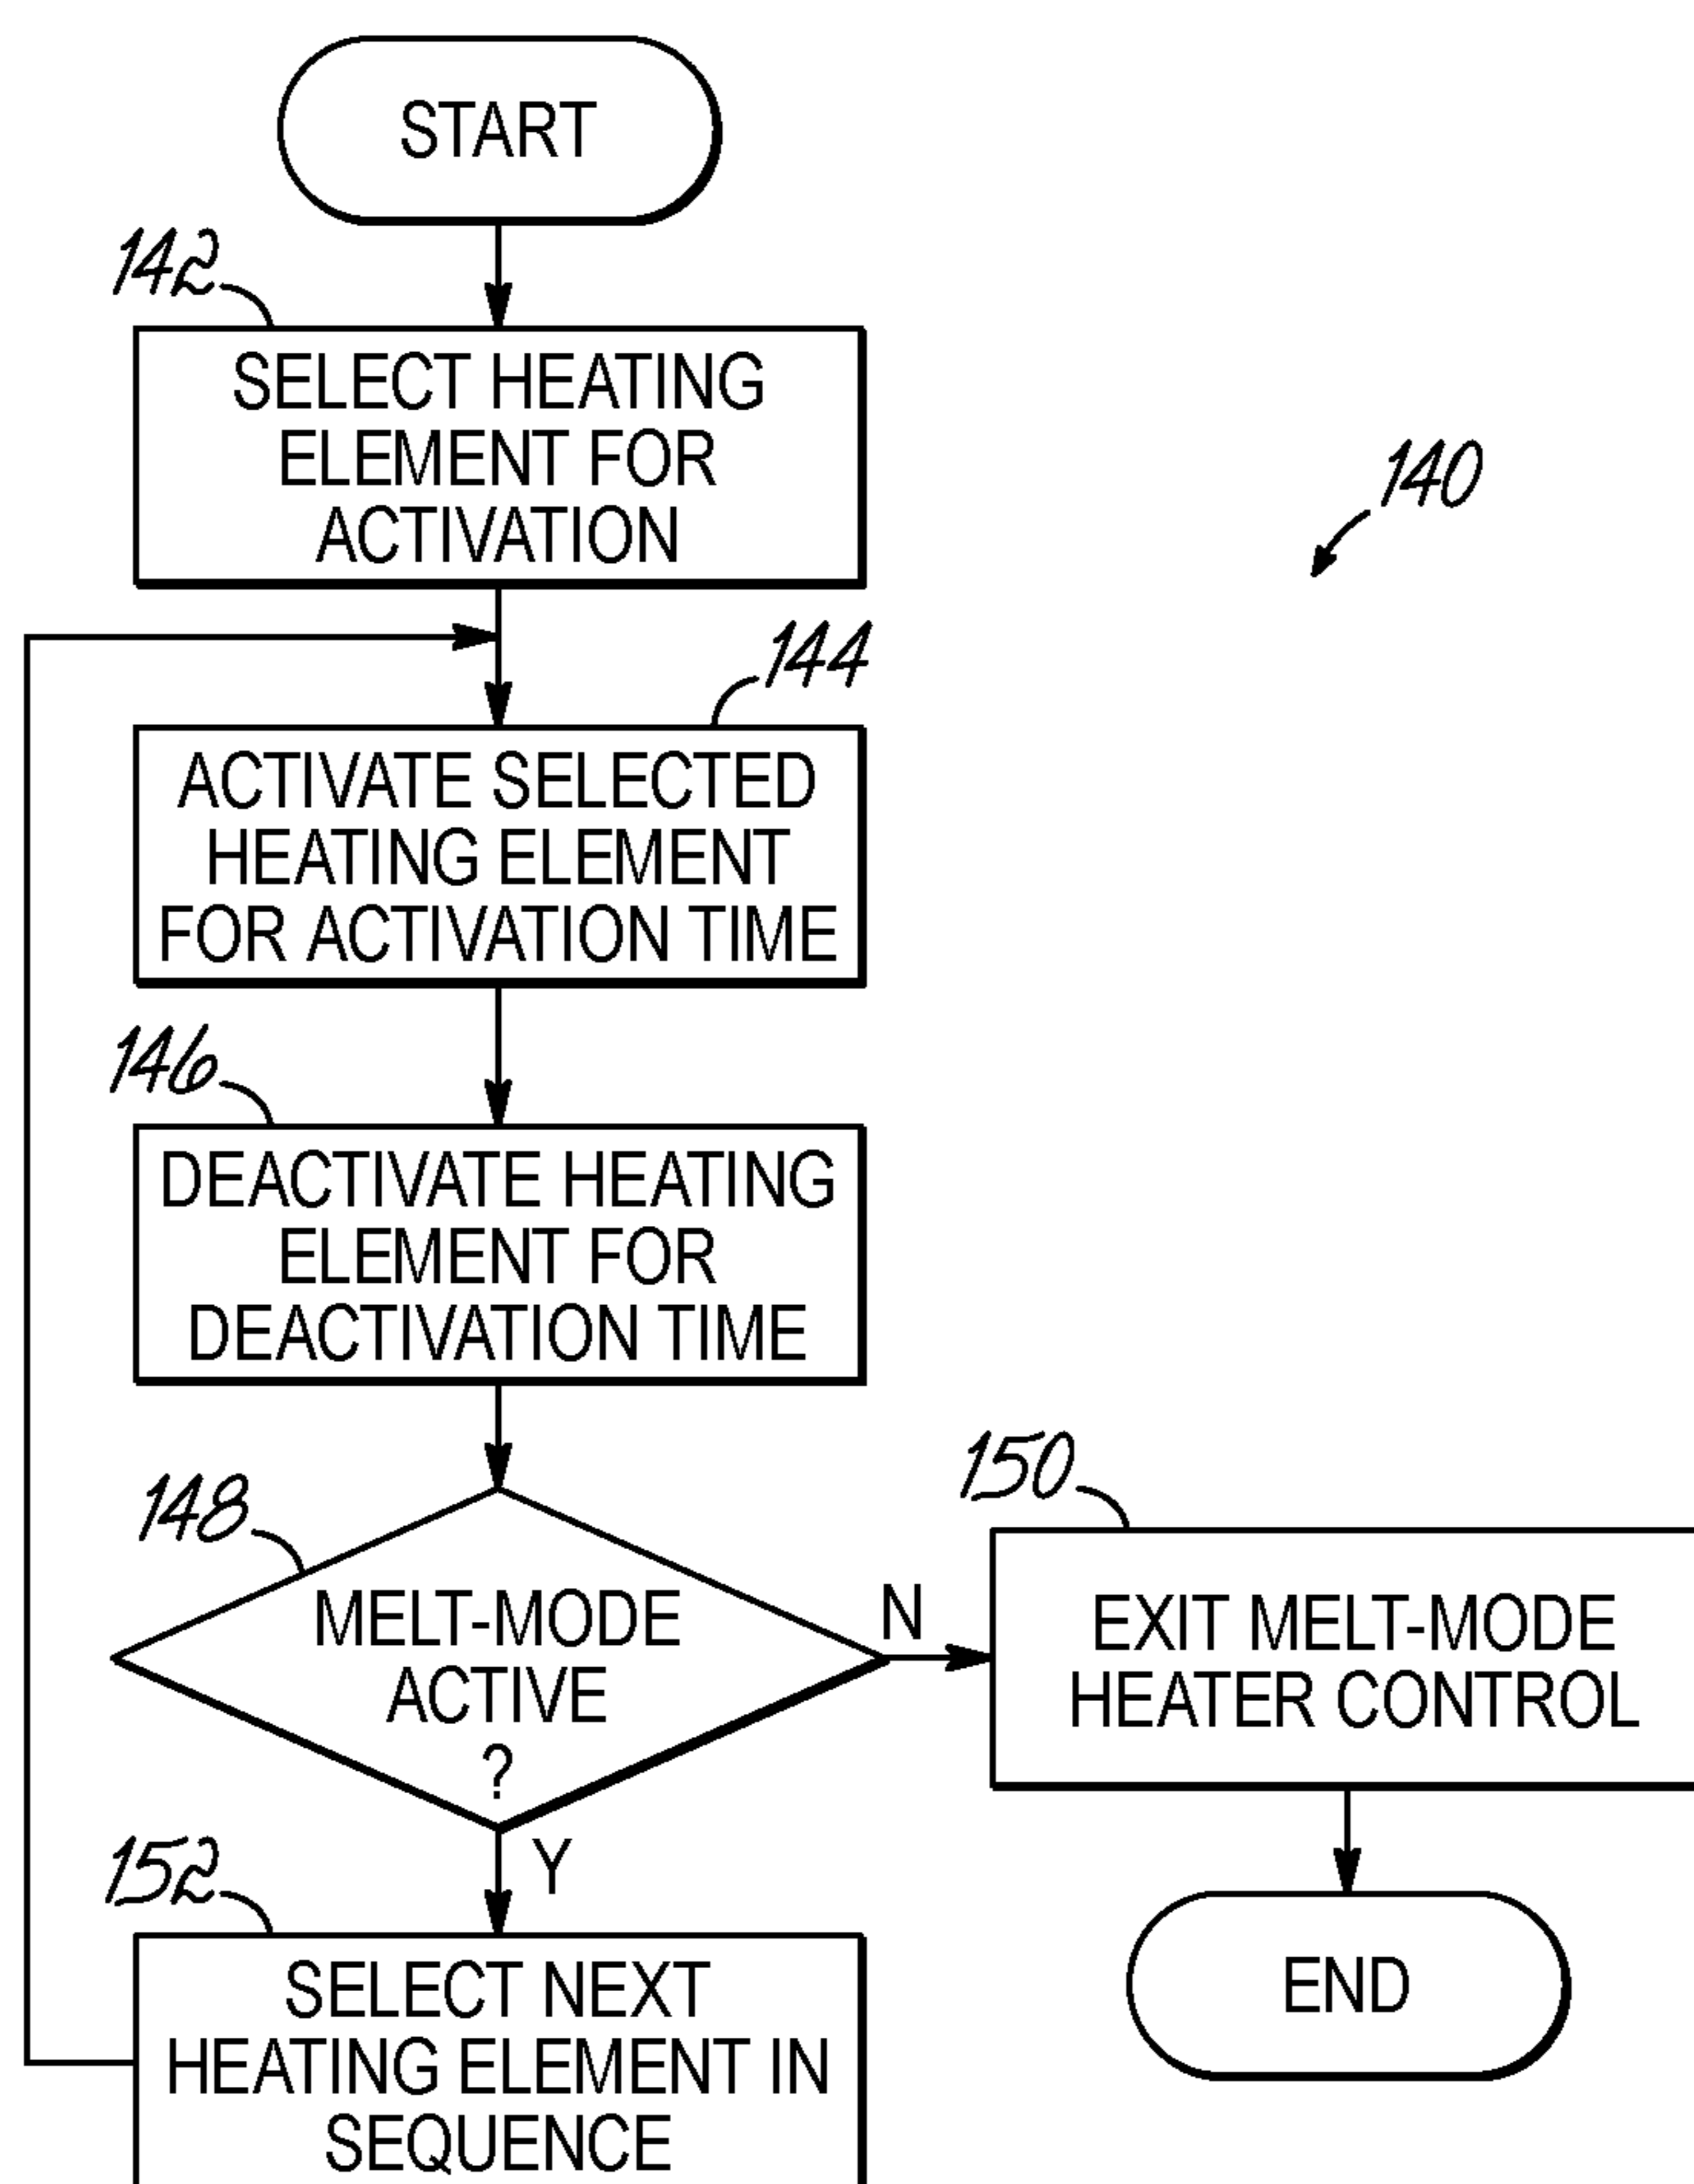 START
142
SELECT HEATING
ELEMENT FOR
ACTIVATION
140
144
ACTIVATE SELECTED
HEATING ELEMENT
FOR ACTIVATION TIME
146
DEACTIVATE HEATING
ELEMENT FOR
DEACTIVATION TIME
148
MELT-MODE
ACTIVE
?
N
150
EXIT MELT-MODE
HEATER CONTROL
Y
152
SELECT NEXT
HEATING ELEMENT IN
SEQUENCE
END